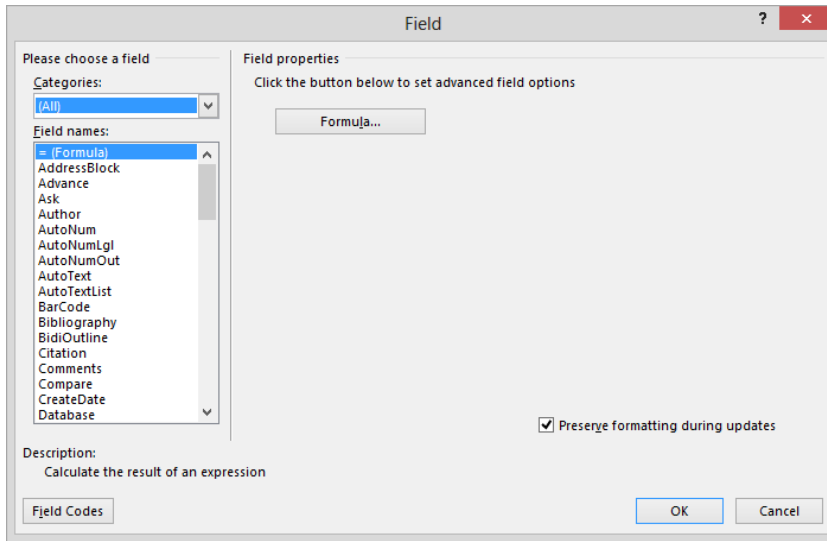 Field
?
Please choose a field
Categories:
(All)
Field names:
= (Formula)
AddressBlock
Advance
Ask
Author
AutoNum
AutoNumLgl
AutoNumOut
AutoText
AutoTextList
BarCode
Bibliography
BidiOutline
Citation
Comments
Compare
CreateDate
Database
Field properties
Click the button below to set advanced field options
Formula...
Preserve formatting during updates
Description:
Calculate the result of an expression
Field Codes
OK
Cancel